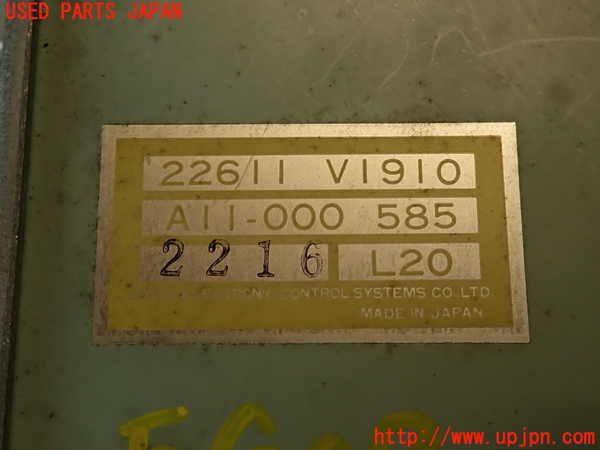 USED PARTS JAPAN
22611 V1910
A11-000 585
2216 L20
CONTROL SYSTEMS CO. LTD.
MADE IN JAPAN
http://www.upjpn.com/